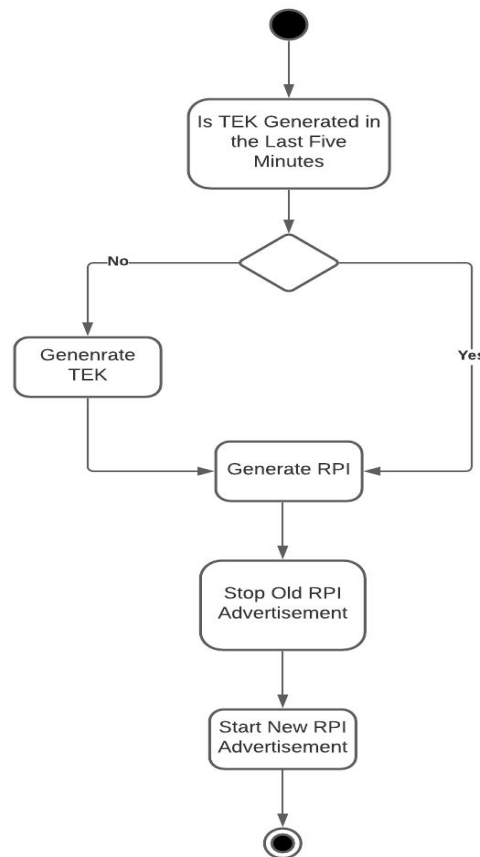 Is TEK Generated in
the Last Five
Minutes
No
Yes
Genenrate
TEK
Generate RPI
Stop Old RPI
Advertisement
Start New RPI
Advertisement